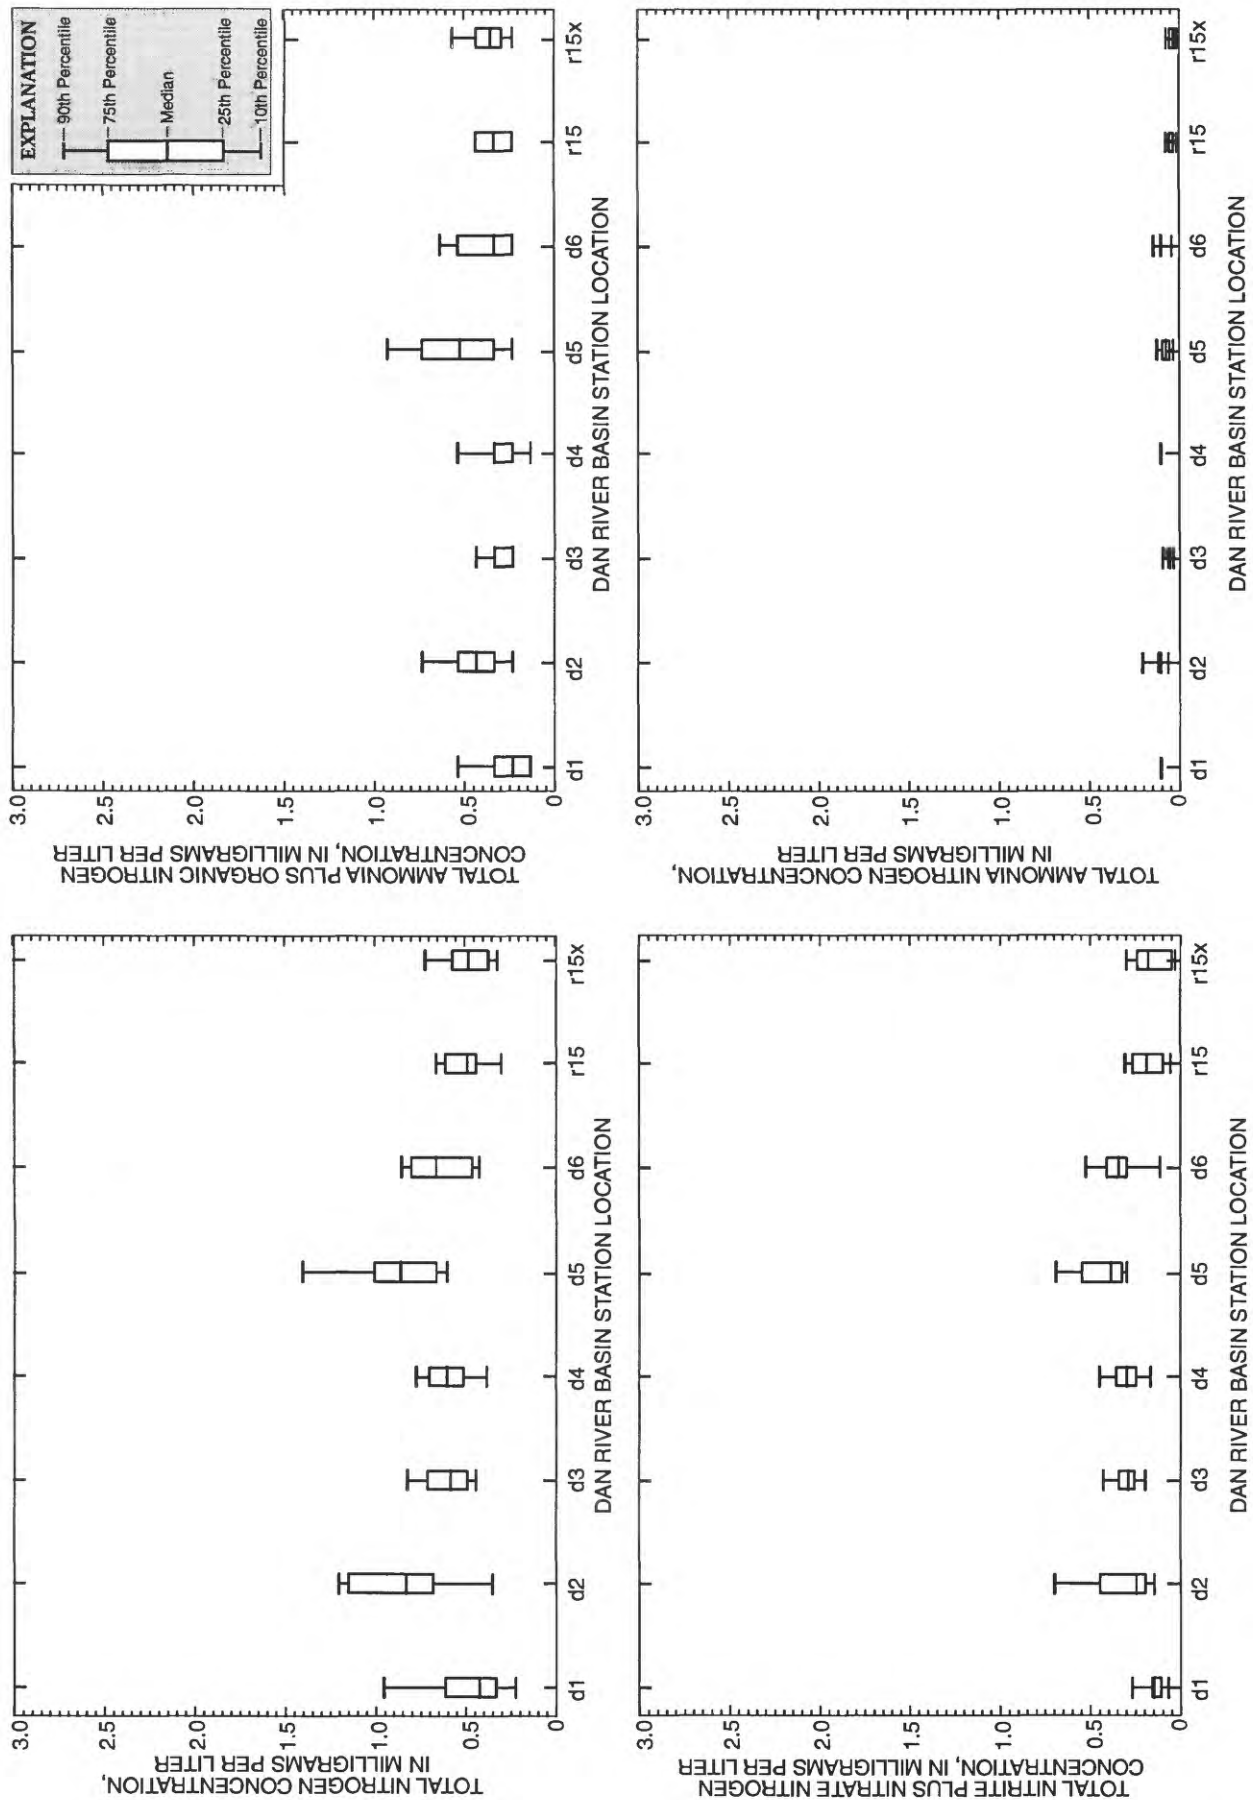 TOTAL NITROGEN CONCENTRATION,
IN MILLIGRAMS PER LITER
3.0
2.5
2.0
1.5
1.0
0.5
0
d1
d2
d3
d4
d5
d6
r15
r15x
DAN RIVER BASIN STATION LOCATION
TOTAL AMMONIA PLUS ORGANIC NITROGEN
CONCENTRATION, IN MILLIGRAMS PER LITER
3.0
2.5
2.0
1.5
1.0
0.5
0
d1
d2
d3
d4
d5
d6
r15
r15x
DAN RIVER BASIN STATION LOCATION
EXPLANATION
90th Percentile
75th Percentile
Median
25th Percentile
10th Percentile
TOTAL NITRITE PLUS NITRATE NITROGEN
CONCENTRATION, IN MILLIGRAMS PER LITER
3.0
2.5
2.0
1.5
1.0
0.5
0
d1
d2
d3
d4
d5
d6
r15
r15x
DAN RIVER BASIN STATION LOCATION
TOTAL AMMONIA NITROGEN CONCENTRATION,
IN MILLIGRAMS PER LITER
3.0
2.5
2.0
1.5
1.0
0.5
0
d1
d2
d3
d4
d5
d6
r15
r15x
DAN RIVER BASIN STATION LOCATION